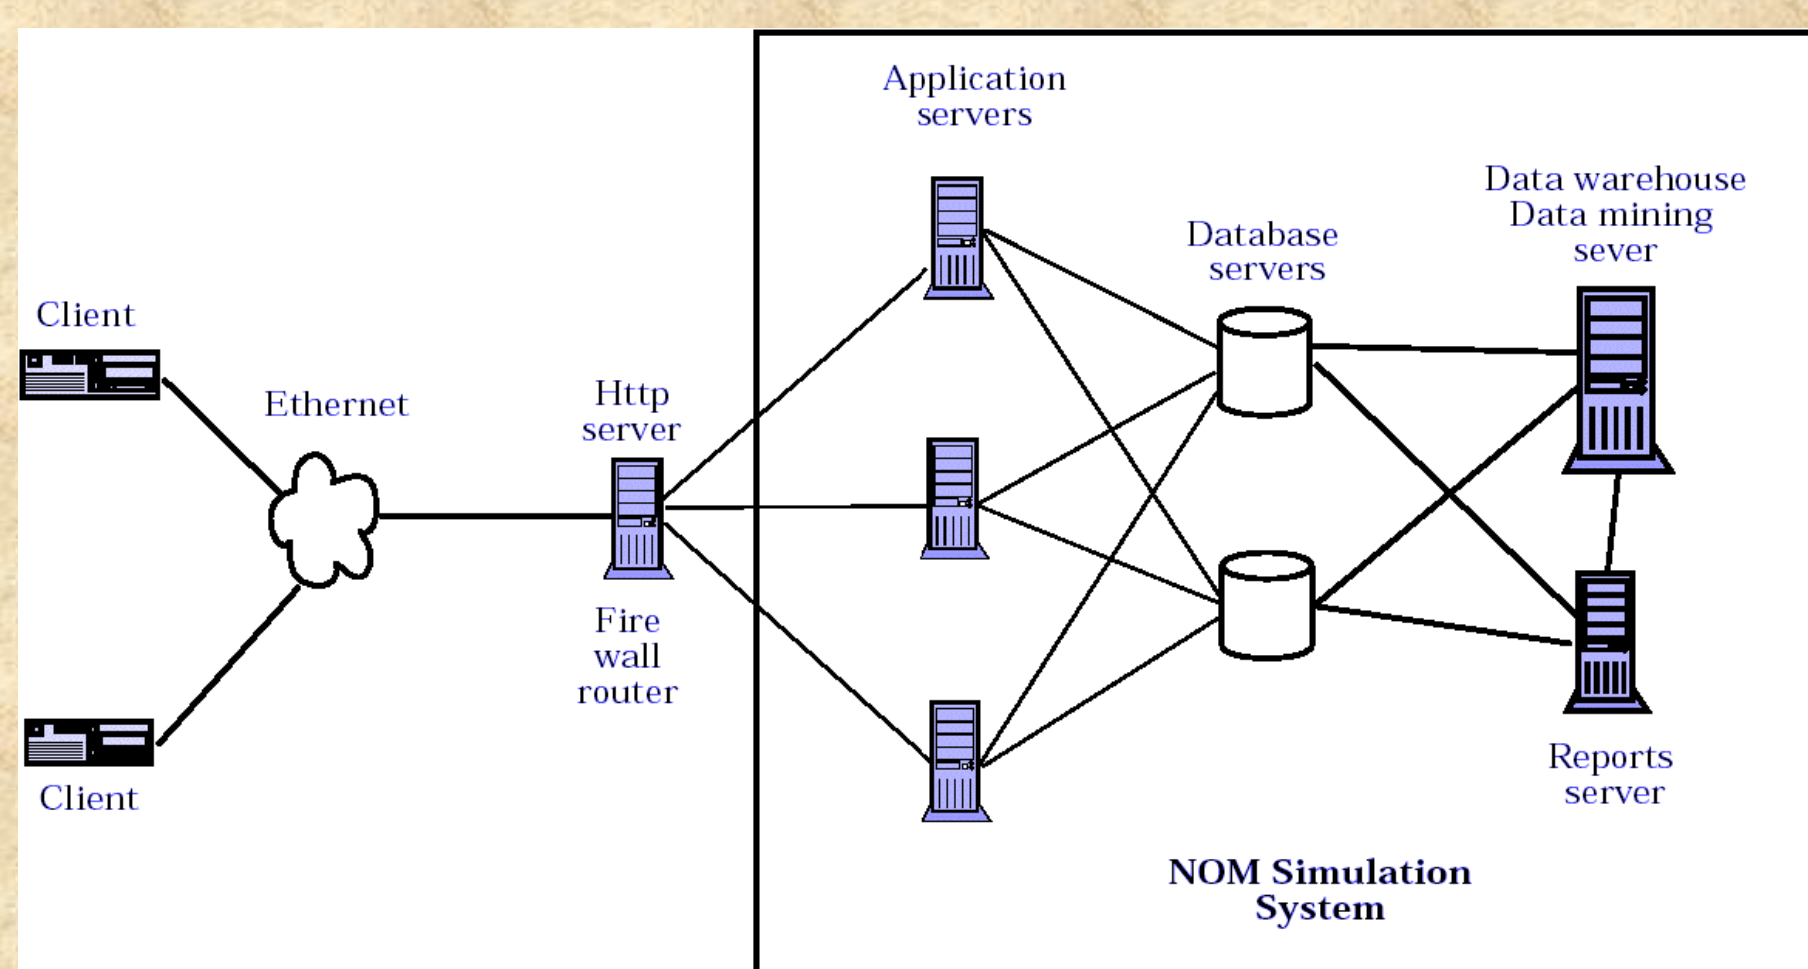 Application
servers
Data warehouse
Data mining
sever
Database
servers
Client
Ethernet
Http
server
Fire
wall
router
Client
Reports
server
NOM Simulation
System